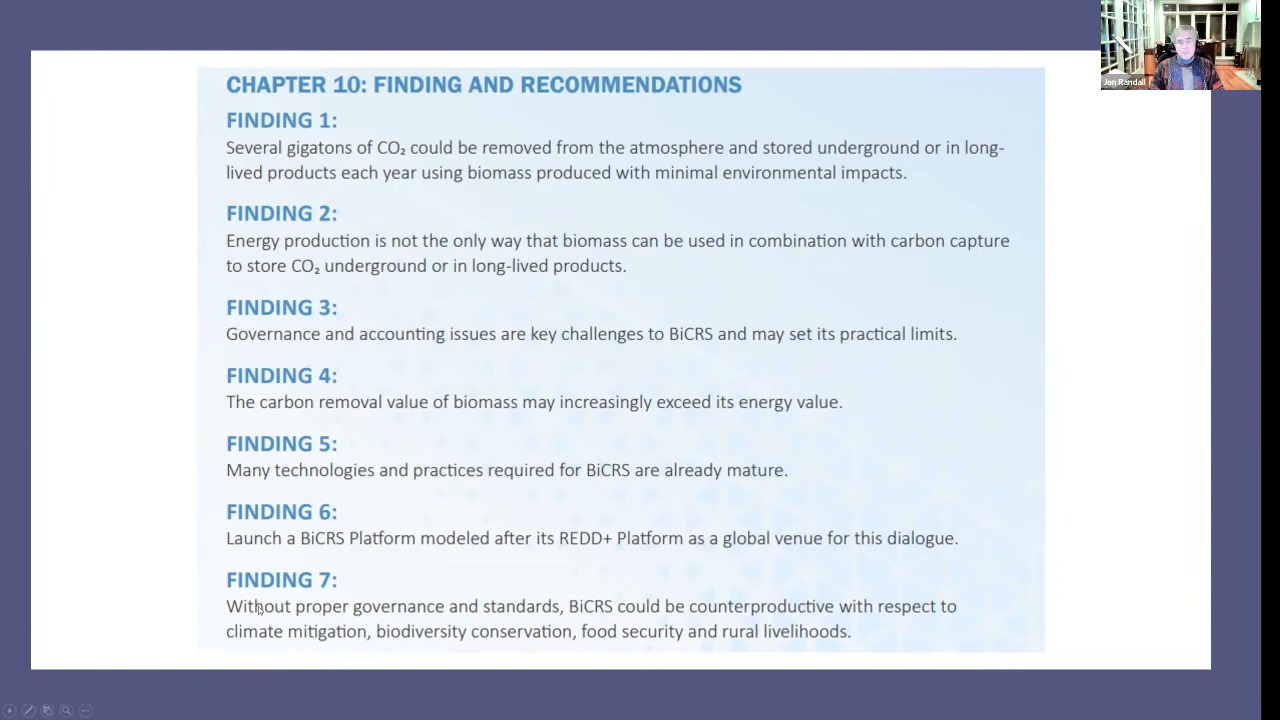 CHAPTER 10: FINDING AND RECOMMENDATIONS
FINDING 1:
Several gigatons of CO₂ could be removed from the atmosphere and stored underground or in long-
lived products each year using biomass produced with minimal environmental impacts.
FINDING 2:
Energy production is not the only way that biomass can be used in combination with carbon capture
to store CO₂ underground or in long-lived products.
FINDING 3:
Governance and accounting issues are key challenges to BiCRS and may set its practical limits.
FINDING 4:
The carbon removal value of biomass may increasingly exceed its energy value.
FINDING 5:
Many technologies and practices required for BiCRS are already mature.
FINDING 6:
Launch a BiCRS Platform modeled after its REDD+ Platform as a global venue for this dialogue.
FINDING 7:
Without proper governance and standards, BiCRS could be counterproductive with respect to
climate mitigation, biodiversity conservation, food security and rural livelihoods.
Jon Randall